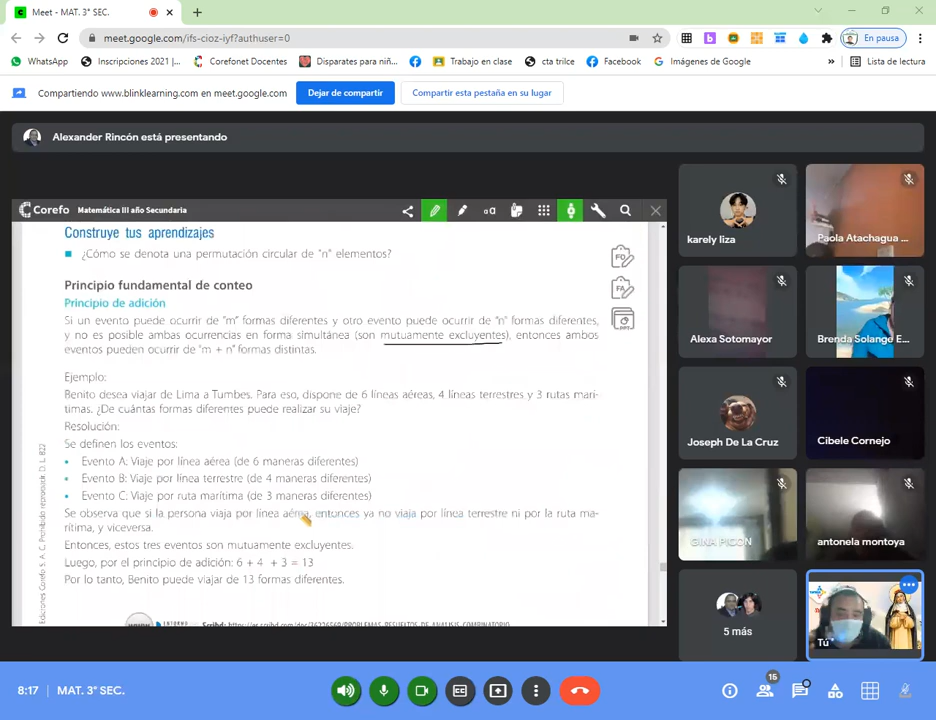 Meet - MAT. 3° SEC.
meet.google.com/ifs-cioz-iyf?authuser=0
En pausa
WhatsApp
Inscripciones 2021 |...
Corefonet Docentes
Disparates para niñ...
Trabajo en clase
cta trilce
Facebook
Imágenes de Google
»
Lista de lectura
Compartiendo www.blinklearning.com en meet.google.com
Dejar de compartir
Compartir esta pestaña en su lugar
Alexander Rincón está presentando
Corefo
Matemática III año Secundaria
Construye tus aprendizajes
¿Cómo se denota una permutación circular de "n" elementos?
Principio fundamental de conteo
Principio de adición
Si un evento puede ocurrir de "m" formas diferentes y otro evento puede ocurrir de "n" formas diferentes,
y no es posible ambas ocurrencias en forma simultánea (son mutuamente excluyentes), entonces ambos
eventos pueden ocurrir de "m + n" formas distintas.
Ejemplo:
Benito desea viajar de Lima a Tumbes. Para eso, dispone de 6 líneas aéreas, 4 líneas terrestres y 3 rutas marí-
timas. ¿De cuántas formas diferentes puede realizar su viaje?
Resolución:
Se definen los eventos:
• Evento A: Viaje por línea aérea (de 6 maneras diferentes)
• Evento B: Viaje por línea terrestre (de 4 maneras diferentes)
• Evento C: Viaje por ruta marítima (de 3 maneras diferentes)
Se observa que si la persona viaja por línea aérea, entonces ya no viaja por línea terrestre ni por la ruta ma-
rítima, y viceversa.
Entonces, estos tres eventos son mutuamente excluyentes.
Luego, por el principio de adición: 6 + 4 + 3 = 13
Por lo tanto, Benito puede viajar de 13 formas diferentes.
Ediciones Corefo S. A. C. Prohibido reproducir. D. L. 822
karely liza
Paola Atachagua ...
Alexa Sotomayor
Brenda Solange E...
Joseph De La Cruz
Cibele Cornejo
GINA PICON
antonela montoya
5 más
Tú
8:17
MAT. 3° SEC.
15